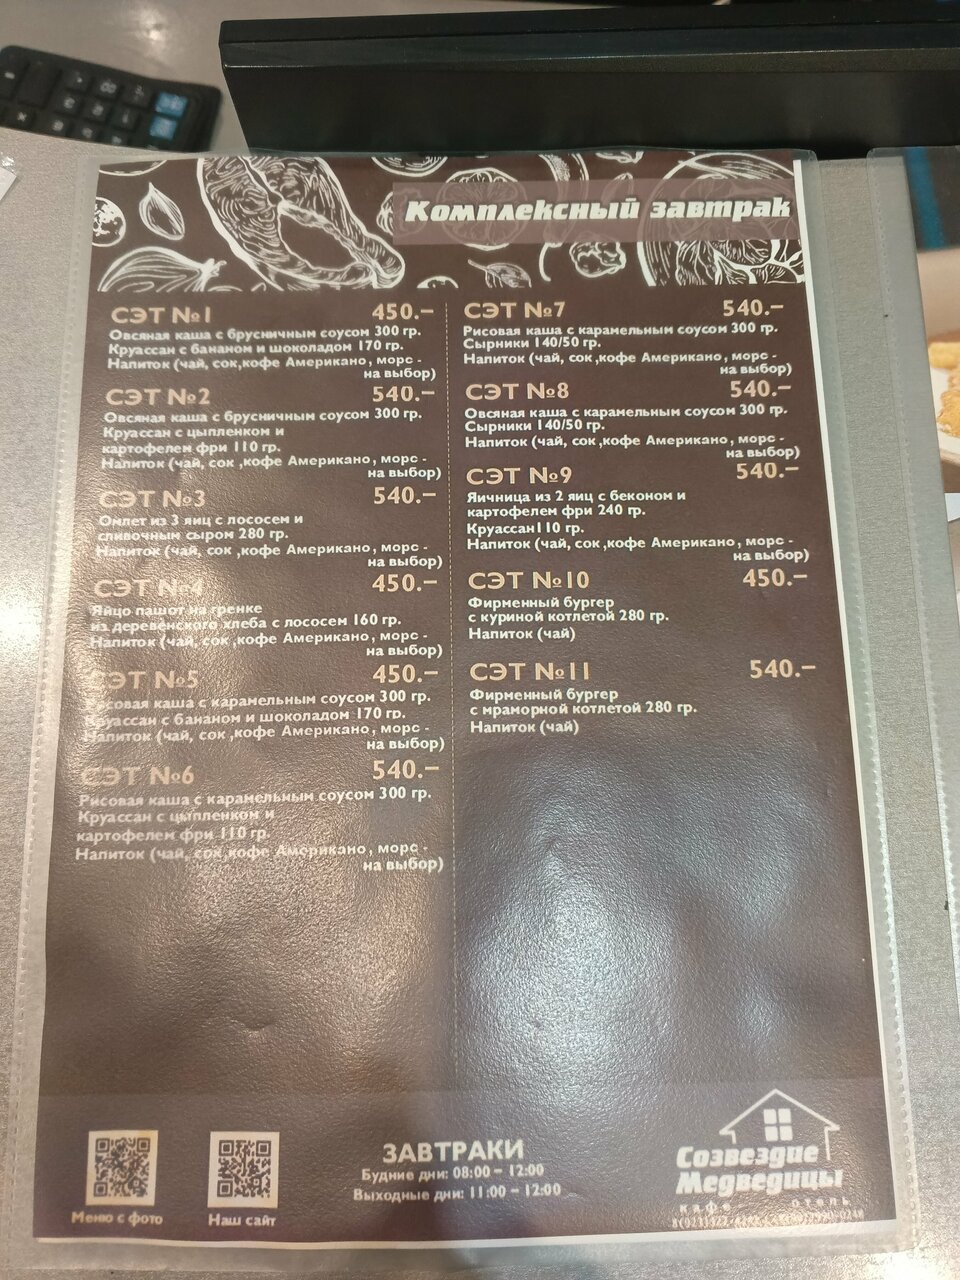 Комплексный завтрак
СЭТ №1 450.–
Овсяная каша с брусничным соусом 300 гр.
Круассан с бананом и шоколадом 170 гр.
Напиток (чай, сок,кофе Американо, морс -
на выбор)
СЭТ №2 540.–
Овсяная каша с брусничным соусом 300 гр.
Круассан с цыпленком и
картофелем фри 110 гр.
Напиток (чай, сок ,кофе Американо, морс -
на выбор)
СЭТ №3 540.–
Омлет из 3 яиц с лососем и
сливочным сыром 280 гр.
Напиток (чай, сок ,кофе Американо, морс -
на выбор)
СЭТ №4 450.–
Яйцо пашот на гренке
из деревенского хлеба с лососем 160 гр.
Напиток (чай, сок ,кофе Американо, морс -
на выбор)
СЭТ №5 450.–
Рисовая каша с карамельным соусом 300 гр.
Круассан с бананом и шоколадом 170 гр.
Напиток (чай, сок ,кофе Американо, морс -
на выбор)
СЭТ №6 540.–
Рисовая каша с карамельным соусом 300 гр.
Круассан с цыпленком и
картофелем фри 110 гр.
Напиток (чай, сок ,кофе Американо, морс -
на выбор)
СЭТ №7 540.–
Рисовая каша с карамельным соусом 300 гр.
Сырники 140/50 гр.
Напиток (чай, сок ,кофе Американо, морс -
на выбор)
СЭТ №8 540.–
Овсяная каша с карамельным соусом 300 гр.
Сырники 140/50 гр.
Напиток (чай, сок ,кофе Американо, морс -
на выбор)
СЭТ №9 540.–
Яичница из 2 яиц с беконом и
картофелем фри 240 гр.
Круассан110 гр.
Напиток (чай, сок ,кофе Американо, морс -
на выбор)
СЭТ №10 450.–
Фирменный бургер
с куриной котлетой 280 гр.
Напиток (чай)
СЭТ №11 540.–
Фирменный бургер
с мраморной котлетой 280 гр.
Напиток (чай)
Меню с фото
Наш сайт
ЗАВТРАКИ
Будние дни: 08:00 – 12:00
Выходные дни: 11:00 – 12:00
Созвездие
Медведицы
кафе отель